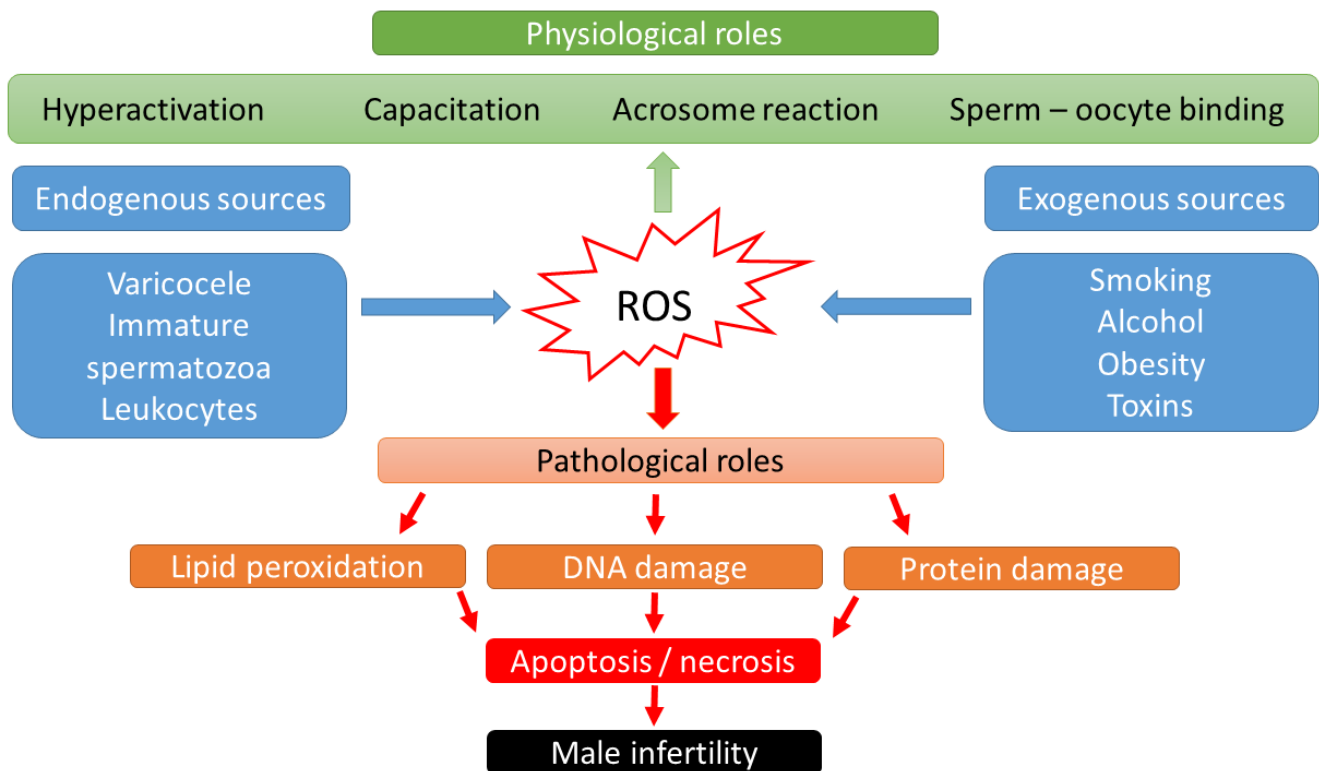 Physiological roles
Hyperactivation Capacitation Acrosome reaction Sperm – oocyte binding
Endogenous sources
Exogenous sources
Varicocele
Immature
spermatozoa
Leukocytes
ROS
Smoking
Alcohol
Obesity
Toxins
Pathological roles
Lipid peroxidation
DNA damage
Protein damage
Apoptosis / necrosis
Male infertility